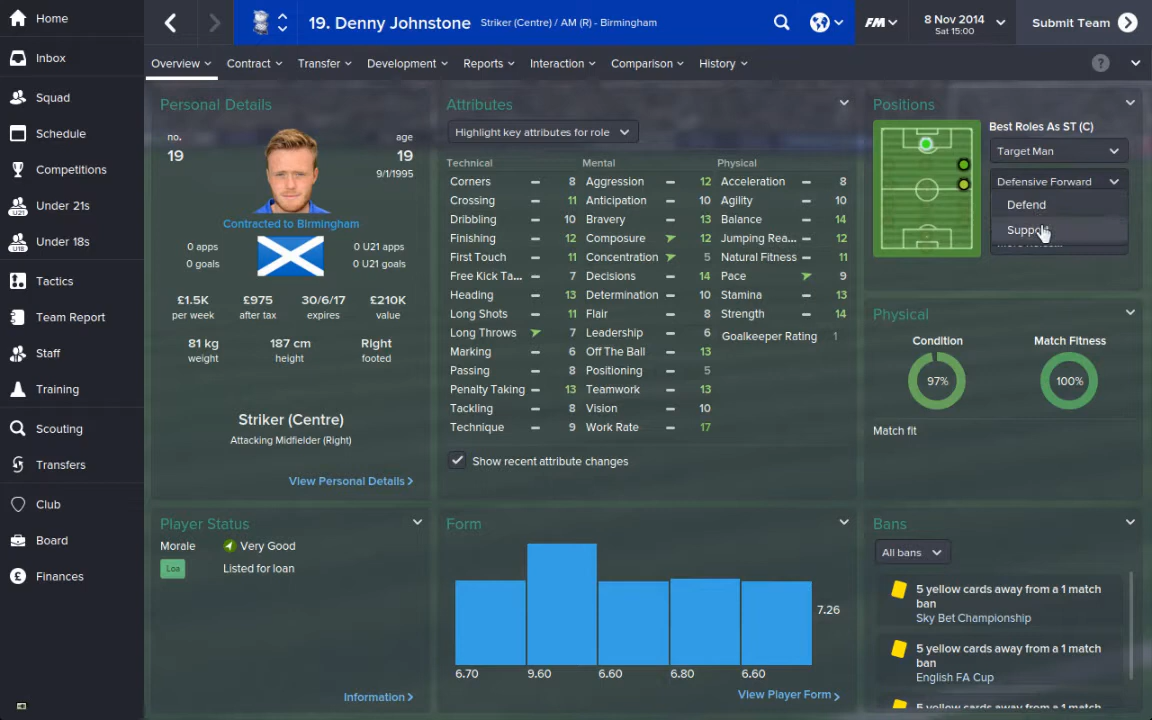 Home
Inbox
Squad
Schedule
Competitions
Under 21s
Under 18s
Tactics
Team Report
Staff
Training
Scouting
Transfers
Club
Board
Finances
19. Denny Johnstone
Striker (Centre) / AM (R) - Birmingham
FM
8 Nov 2014
Sat 15:00
Submit Team
Overview
Contract
Transfer
Development
Reports
Interaction
Comparison
History
?
Personal Details
no.
19
age
19
9/1/1995
Contracted to Birmingham
0 apps
0 goals
0 U21 apps
0 U21 goals
£1.5K
per week
£975
after tax
30/6/17
expires
£210K
value
81 kg
weight
187 cm
height
Right
footed
Striker (Centre)
Attacking Midfielder (Right)
View Personal Details
Attributes
Highlight key attributes for role
Technical
Corners 8
Crossing 11
Dribbling 10
Finishing 12
First Touch 11
Free Kick Ta... 7
Heading 13
Long Shots 11
Long Throws 7
Marking 6
Passing 8
Penalty Taking 13
Tackling 8
Technique 9
Mental
Aggression 12
Anticipation 10
Bravery 13
Composure 12
Concentration 5
Decisions 14
Determination 10
Flair 8
Leadership 6
Off The Ball 13
Positioning 5
Teamwork 13
Vision 10
Work Rate 17
Physical
Acceleration 8
Agility 10
Balance 14
Jumping Rea... 12
Natural Fitness 11
Pace 9
Stamina 13
Strength 14
Goalkeeper Rating 1
Show recent attribute changes
Positions
Best Roles As ST (C)
Target Man
Defensive Forward
Defend
Physical
Condition
97%
Match Fitness
100%
Match fit
Player Status
Morale Very Good
Loa Listed for loan
Information
Form
7.26
6.70 9.60 6.60 6.80 6.60
View Player Form
Bans
All bans
5 yellow cards away from a 1 match
ban
Sky Bet Championship
5 yellow cards away from a 1 match
ban
English FA Cup
5 yellow cards away from a 1 match